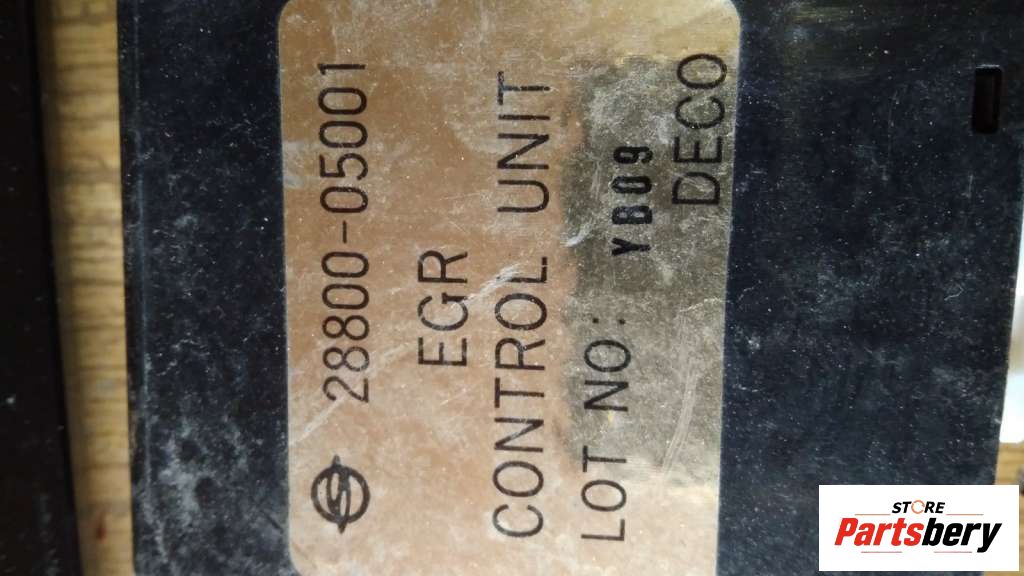 28800-05001
EGR
CONTROL UNIT
LOT NO: YB09
DECO
STORE
Partsbery